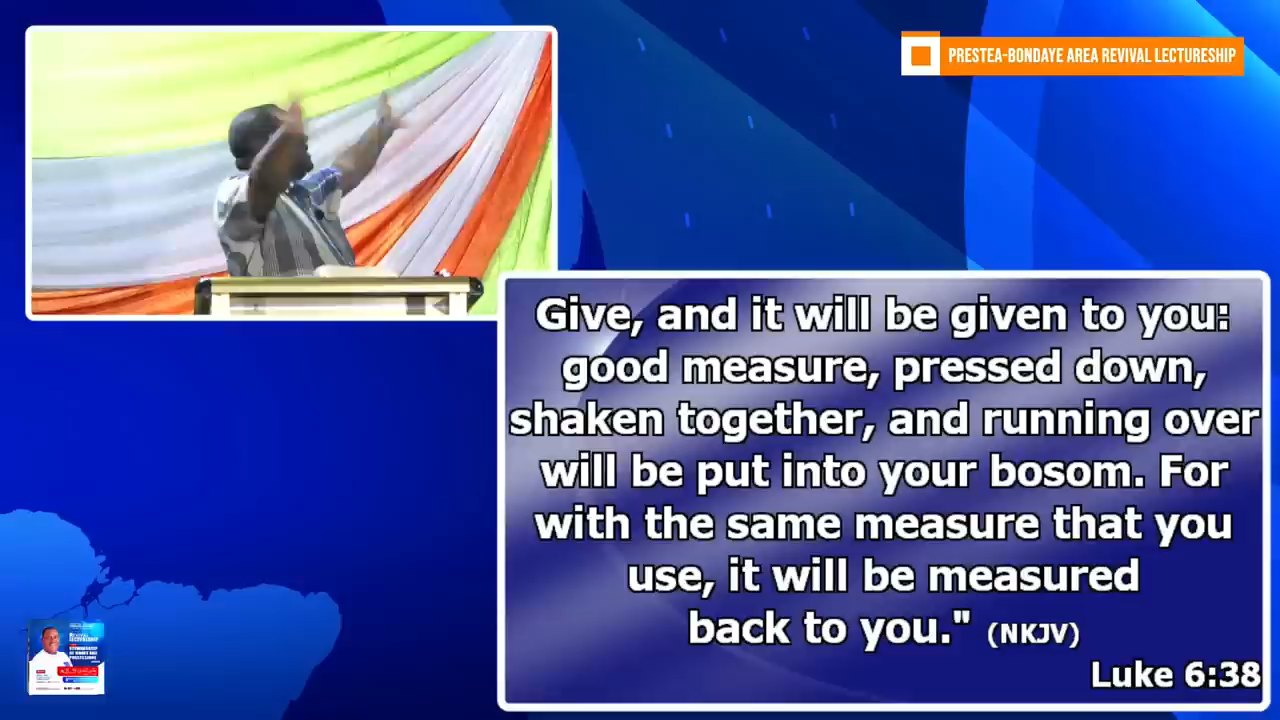 PRESTEA-BONDAYE AREA REVIVAL LECTURESHIP
Give, and it will be given to you:
good measure, pressed down,
shaken together, and running over
will be put into your bosom. For
with the same measure that you
use, it will be measured
back to you." (NKJV)
Luke 6:38